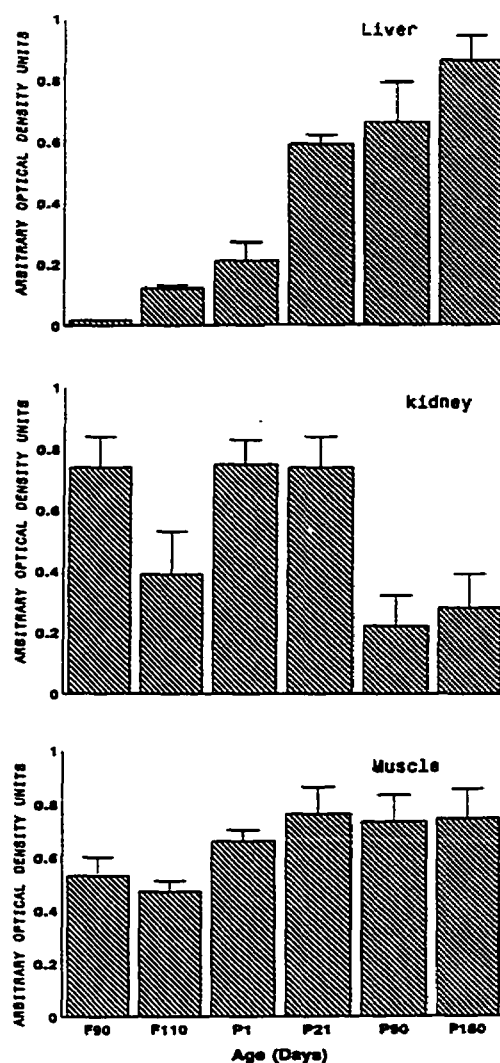 Liver
ARBITRARY OPTICAL DENSITY UNITS
1
0.8
0.6
0.4
0.2
0
kidney
ARBITRARY OPTICAL DENSITY UNITS
1
0.8
0.6
0.4
0.2
0
Muscle
ARBITRARY OPTICAL DENSITY UNITS
1
0.8
0.6
0.4
0.2
0
F90 F110 P1 P21 P90 P180
Age (Days)